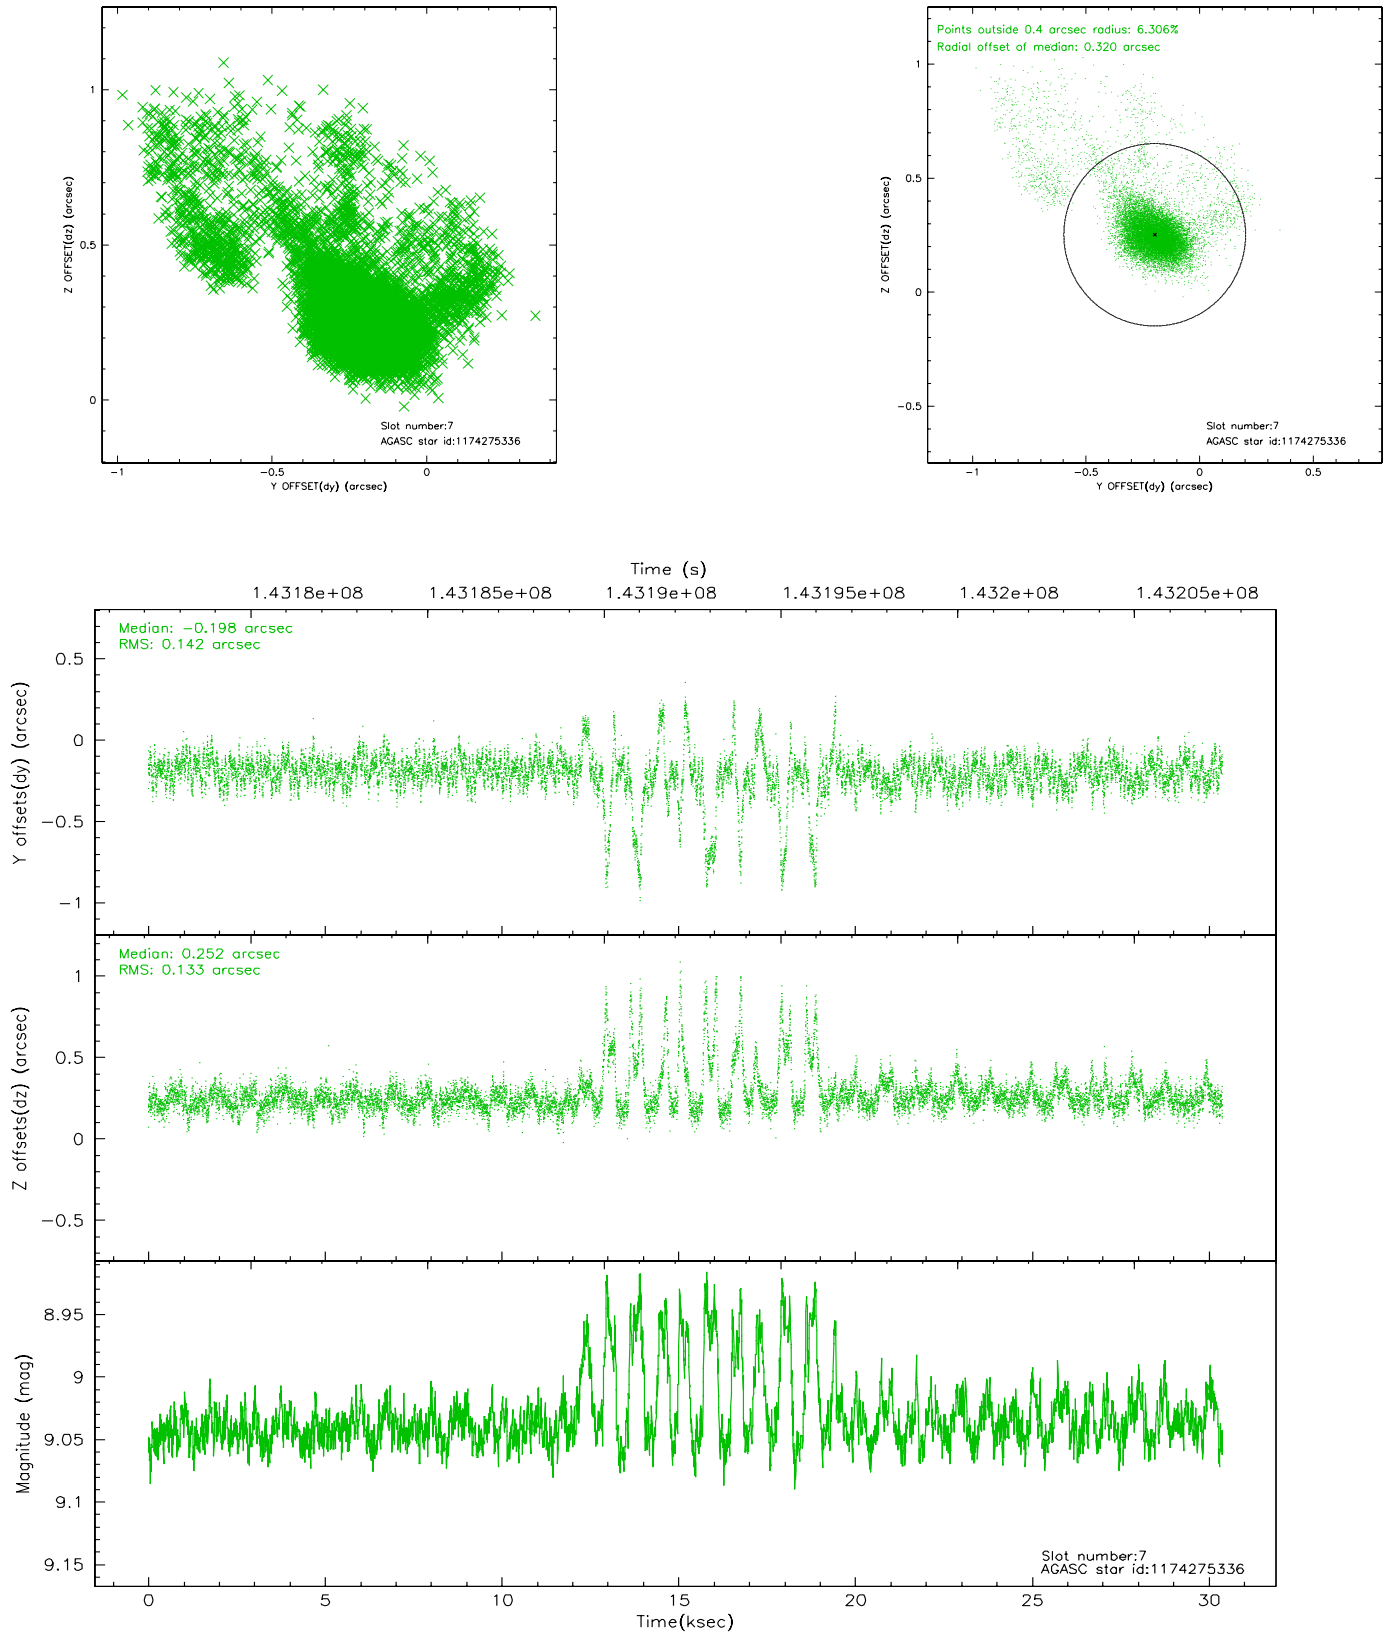 1
0.5
0
Z OFFSET(dz) (arcsec)
Slot number:7
AGASC star id:1174275336
−1
−0.5
0
Y OFFSET(dy) (arcsec)
Points outside 0.4 arcsec radius: 6.306%
Radial offset of median: 0.320 arcsec
1
0.5
0
−0.5
Z OFFSET(dz) (arcsec)
Slot number:7
AGASC star id:1174275336
−1
−0.5
0
0.5
Y OFFSET(dy) (arcsec)
Time (s)
1.4318e+08
1.43185e+08
1.4319e+08
1.43195e+08
1.432e+08
1.43205e+08
Median: −0.198 arcsec
RMS: 0.142 arcsec
0.5
0
−0.5
−1
Y offsets(dy) (arcsec)
Median: 0.252 arcsec
RMS: 0.133 arcsec
1
0.5
0
−0.5
Z offsets(dz) (arcsec)
8.95
9
9.05
9.1
9.15
Magnitude (mag)
Slot number:7
AGASC star id:1174275336
0
5
10
15
20
25
30
Time(ksec)